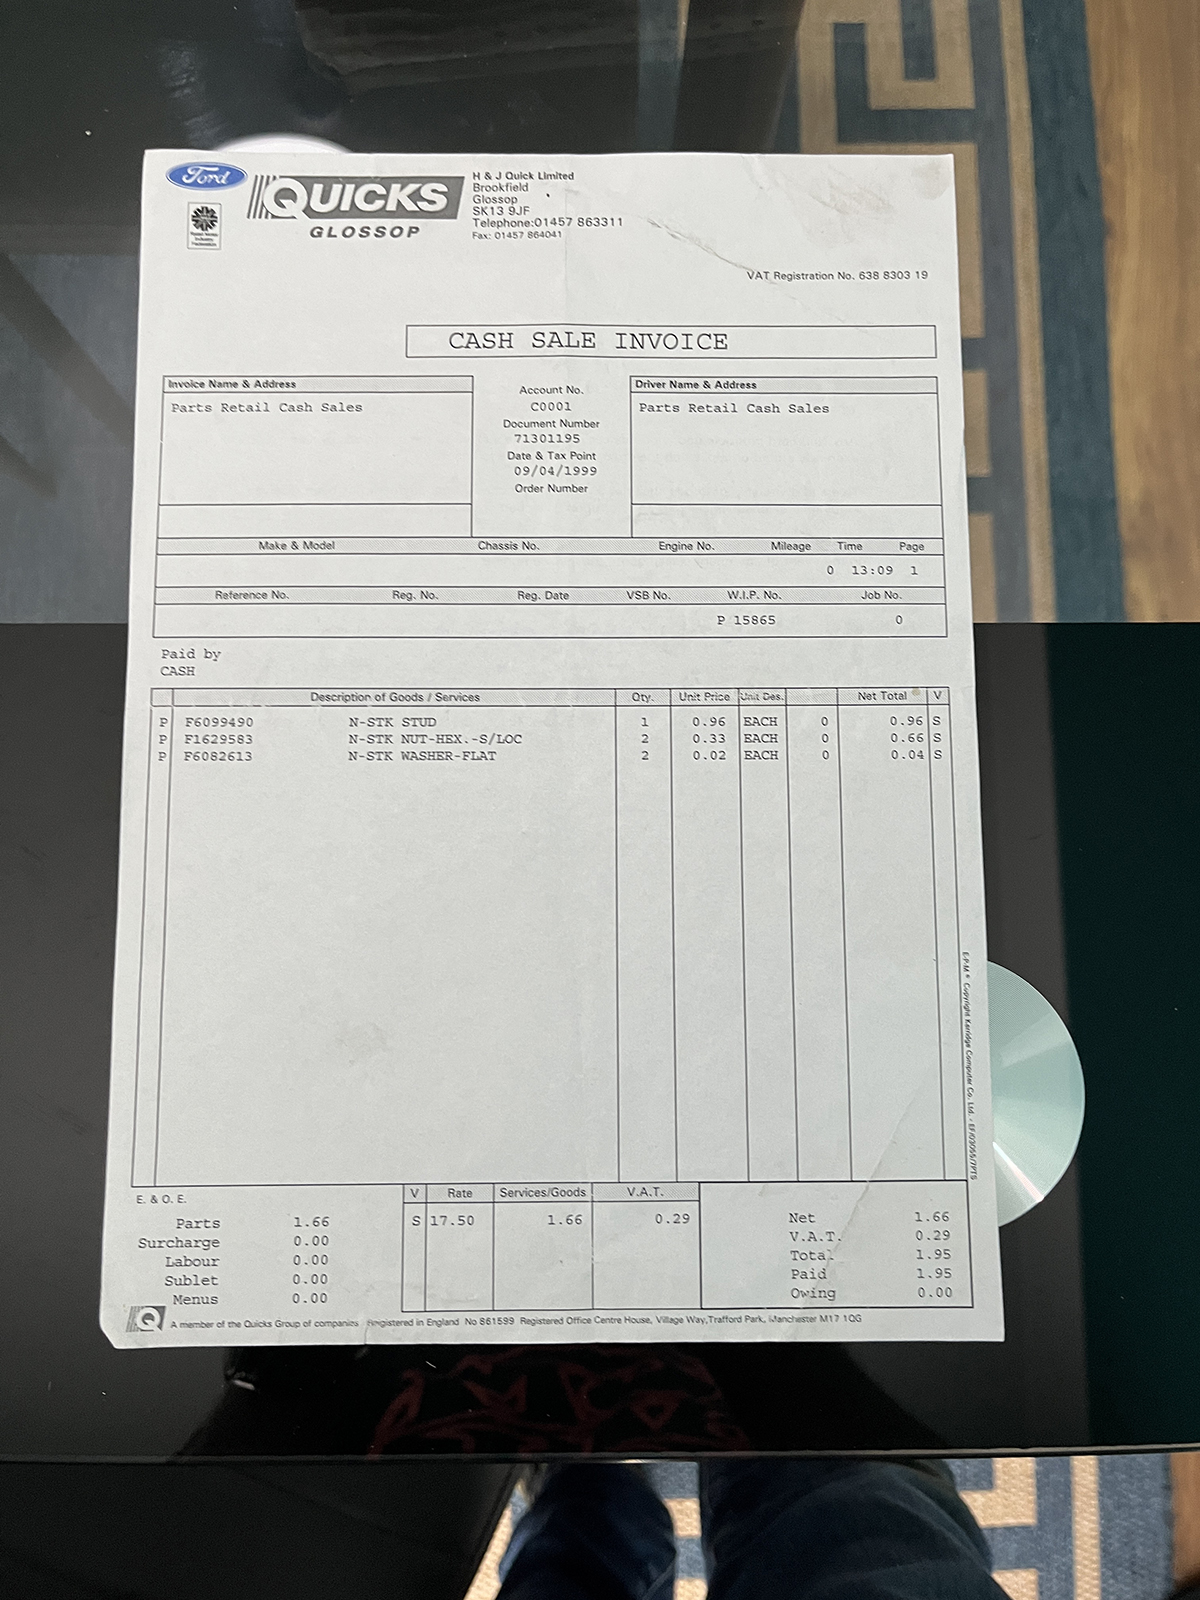 Ford
QUICKS
GLOSSOP
H & J Quick Limited
Brookfield
Glossop
SK13 9JF
Telephone:01457 863311
Fax: 01457 864041
VAT Registration No. 638 8303 19
CASH SALE INVOICE
Invoice Name & Address
Parts Retail Cash Sales
Account No.
C0001
Document Number
71301195
Date & Tax Point
09/04/1999
Order Number
Driver Name & Address
Parts Retail Cash Sales
Make & Model Chassis No. Engine No. Mileage Time Page
0 13:09 1
Reference No. Reg. No. Reg. Date VSB No. W.I.P. No. Job No.
P 15865 0
Paid by
CASH
Description of Goods / Services Qty. Unit Price Unit Des. Net Total V
P F6099490 N-STK STUD 1 0.96 EACH 0 0.96 S
P F1629583 N-STK NUT-HEX.-S/LOC 2 0.33 EACH 0 0.66 S
P F6082613 N-STK WASHER-FLAT 2 0.02 EACH 0 0.04 S
E.P.M.® Copyright Kerridge Computer Co. Ltd.
E. & O. E.
Parts 1.66
Surcharge 0.00
Labour 0.00
Sublet 0.00
Menus 0.00
V Rate Services/Goods V.A.T.
S 17.50 1.66 0.29
Net 1.66
V.A.T. 0.29
Total 1.95
Paid 1.95
Owing 0.00
Q A member of the Quicks Group of companies Registered in England No 861599 Registered Office Centre House, Village Way,Trafford Park, Manchester M17 1QG